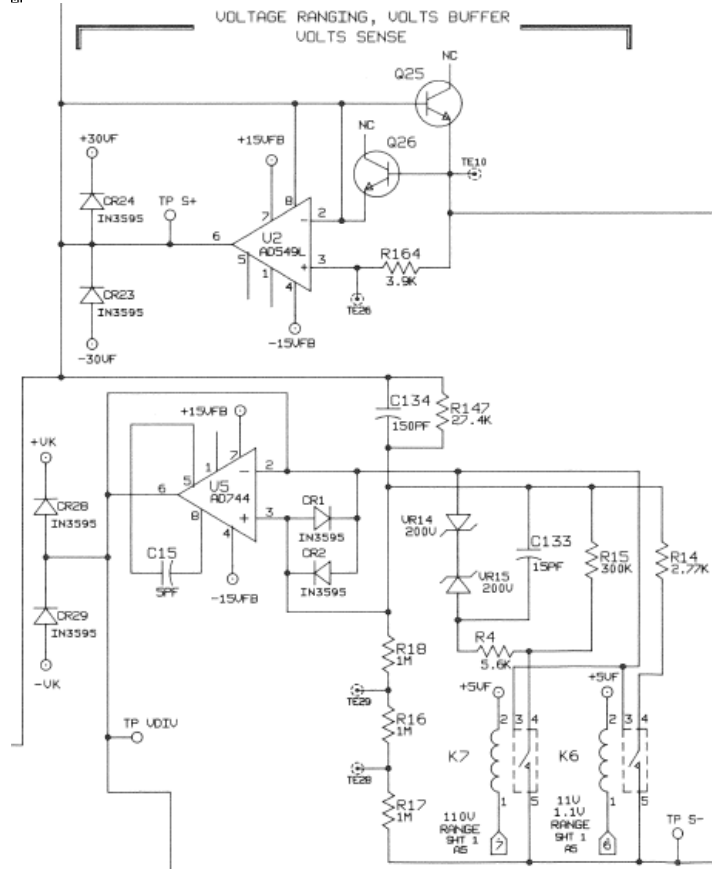 VOLTAGE RANGING, VOLTS BUFFER
VOLTS SENSE
NC
Q25
NC
Q26
TE10
+30VF
+15VFB
CR24
IN3595
TP S+
8
7
2
6
U2
AD549L
5
1
3
4
R164
3.9K
TE26
CR23
IN3595
-15VFB
-30VF
C134
150PF
R147
27.4K
+15VFB
+VK
1
7
2
5
6
U5
AD744
8
3
4
CR28
IN3595
CR1
IN3595
CR2
IN3595
VR14
200V
VR15
200V
C133
15PF
R15
300K
R14
2.77K
C15
5PF
-15VFB
CR29
IN3595
-VK
R18
1M
R4
5.6K
TE29
+5VF
+5VF
2
3
4
2
3
4
R16
1M
TP VDIV
K7
K6
TE28
1
5
1
5
R17
1M
110V
RANGE
SHT 1
A5
7
11V
1.1V
RANGE
SHT 1
A5
6
TP S-